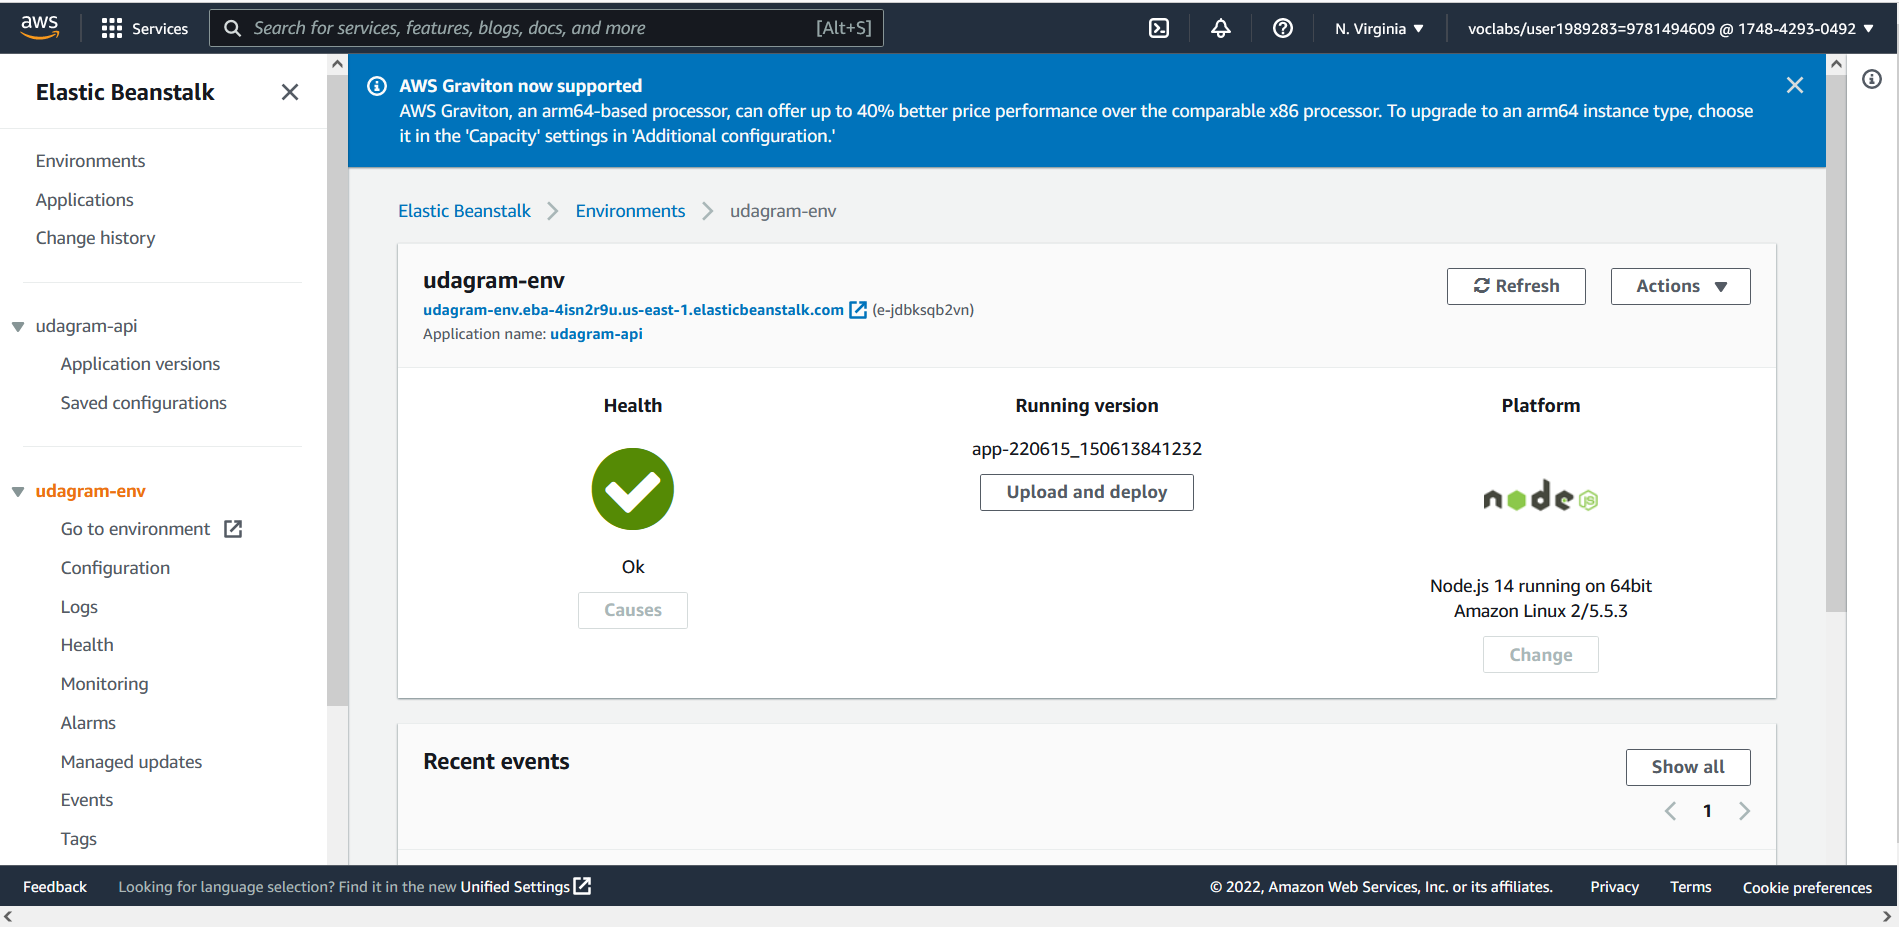 aws
Services
Search for services, features, blogs, docs, and more [Alt+S]
N. Virginia
voclabs/user1989283=9781494609 @ 1748-4293-0492
Elastic Beanstalk
Environments
Applications
Change history
udagram-api
Application versions
Saved configurations
udagram-env
Go to environment
Configuration
Logs
Health
Monitoring
Alarms
Managed updates
Events
Tags
AWS Graviton now supported
AWS Graviton, an arm64-based processor, can offer up to 40% better price performance over the comparable x86 processor. To upgrade to an arm64 instance type, choose
it in the 'Capacity' settings in 'Additional configuration.'
Elastic Beanstalk > Environments > udagram-env
udagram-env
udagram-env.eba-4isn2r9u.us-east-1.elasticbeanstalk.com (e-jdbksqb2vn)
Application name: udagram-api
Refresh
Actions
Health
Ok
Causes
Running version
app-220615_150613841232
Upload and deploy
Platform
node JS
Node.js 14 running on 64bit
Amazon Linux 2/5.5.3
Change
Recent events
Show all
1
Feedback
Looking for language selection? Find it in the new Unified Settings
© 2022, Amazon Web Services, Inc. or its affiliates.
Privacy
Terms
Cookie preferences